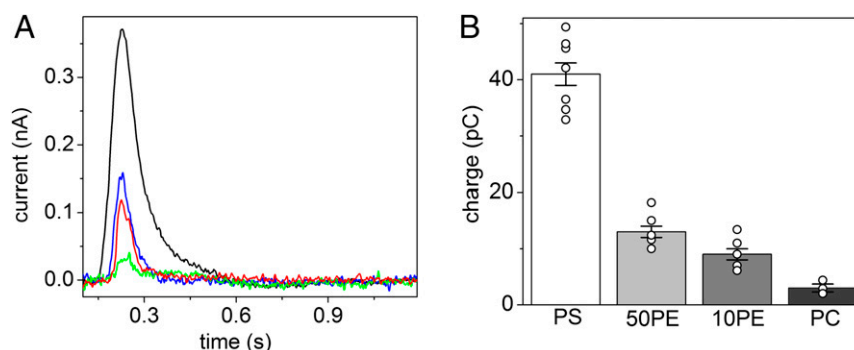 A
B
current (nA)
0.3
0.2
0.1
0.0
0.3 0.6 0.9
time (s)
charge (pC)
40
20
0
PS 50PE 10PE PC